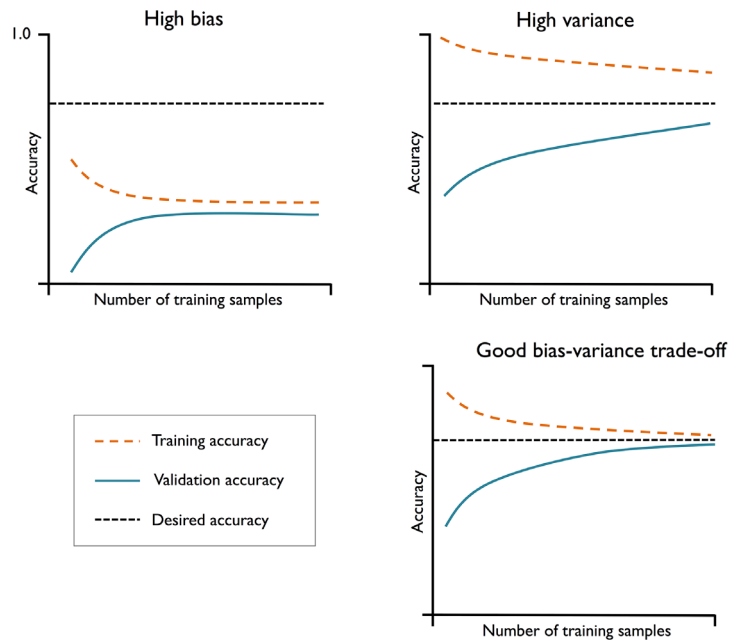 High bias
1.0
Accuracy
Number of training samples
High variance
Accuracy
Number of training samples
Training accuracy
Validation accuracy
Desired accuracy
Good bias-variance trade-off
Accuracy
Number of training samples